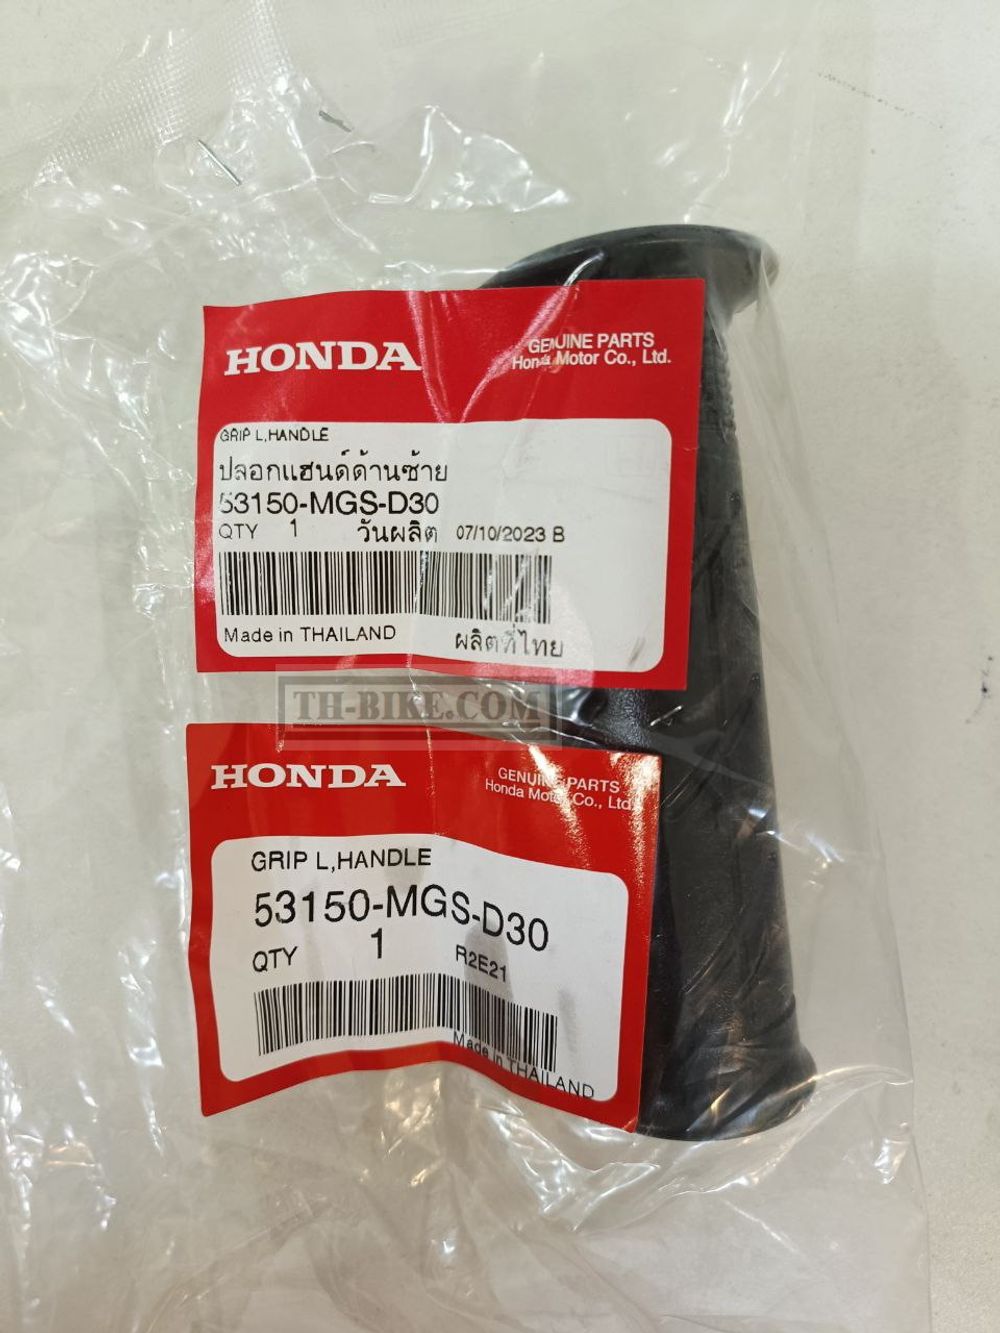 HONDA
GENUINE PARTS
Honda Motor Co., Ltd.
GRIP L,HANDLE
ปลอกแฮนด์ด้านซ้าย
53150-MGS-D30
QTY 1 วันผลิต 07/10/2023 B
Made in THAILAND ผลิตที่ไทย
TH-BIKE.COM
HONDA
GENUINE PARTS
Honda Motor Co., Ltd.
GRIP L,HANDLE
53150-MGS-D30
QTY 1 R2E21
Made in THAILAND